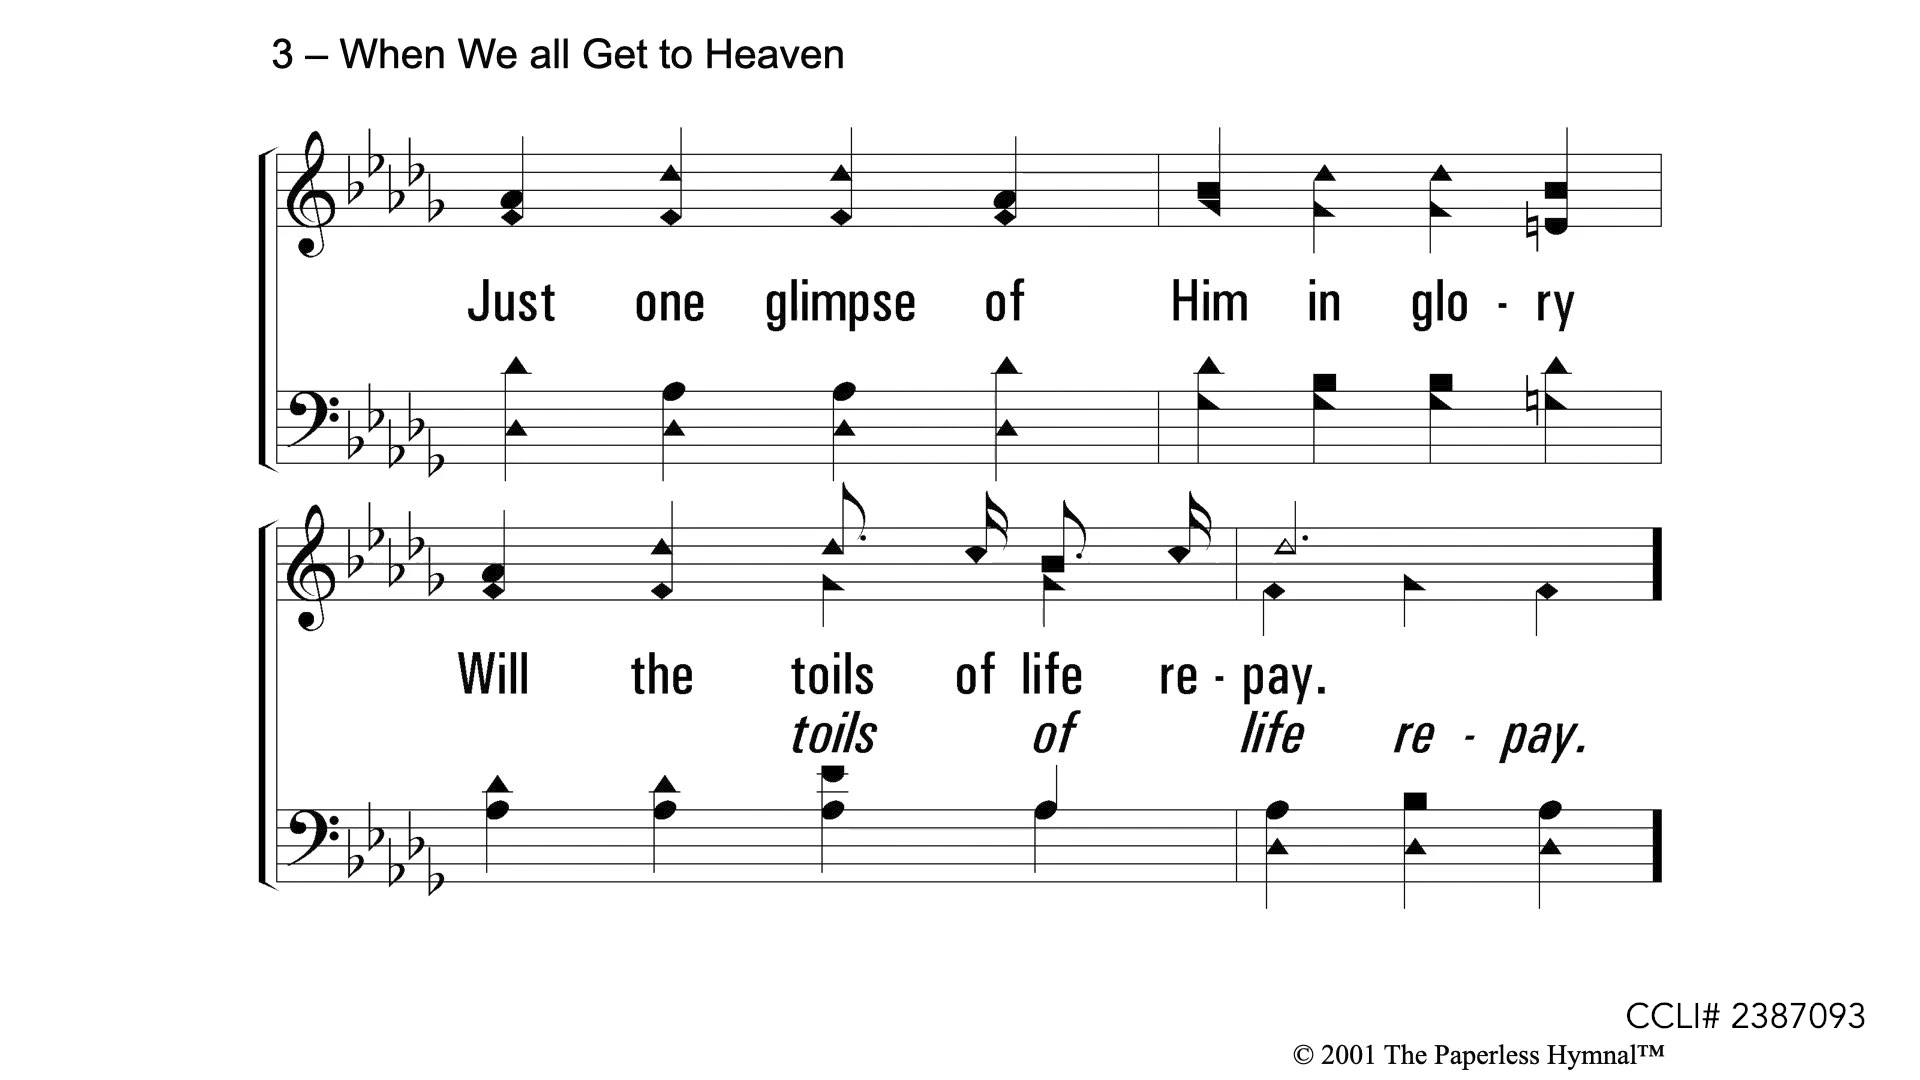 3 – When We all Get to Heaven
Just one glimpse of Him in glo - ry
Will the toils of life re - pay.
toils of life re - pay.
CCLI# 2387093
© 2001 The Paperless Hymnal™